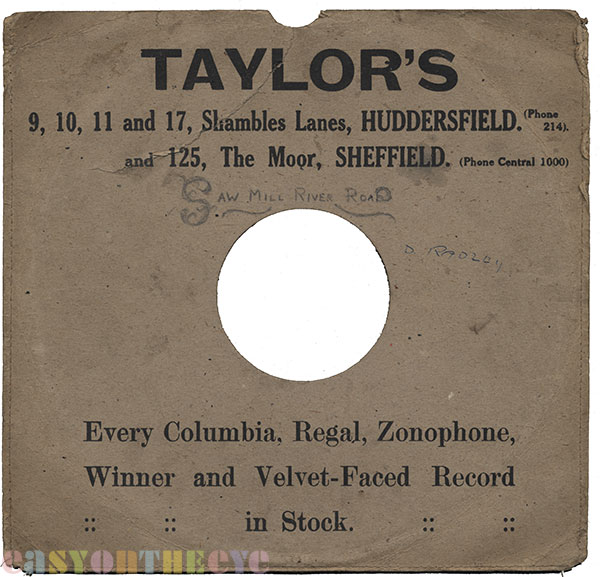 TAYLOR'S
9, 10, 11 and 17, Shambles Lanes, HUDDERSFIELD. (Phone 214).
and 125, The Moor, SHEFFIELD. (Phone Central 1000)
SAW MILL RIVER ROAD
Every Columbia, Regal, Zonophone,
Winner and Velvet-Faced Record
:: :: in Stock. :: ::
easyontheeye